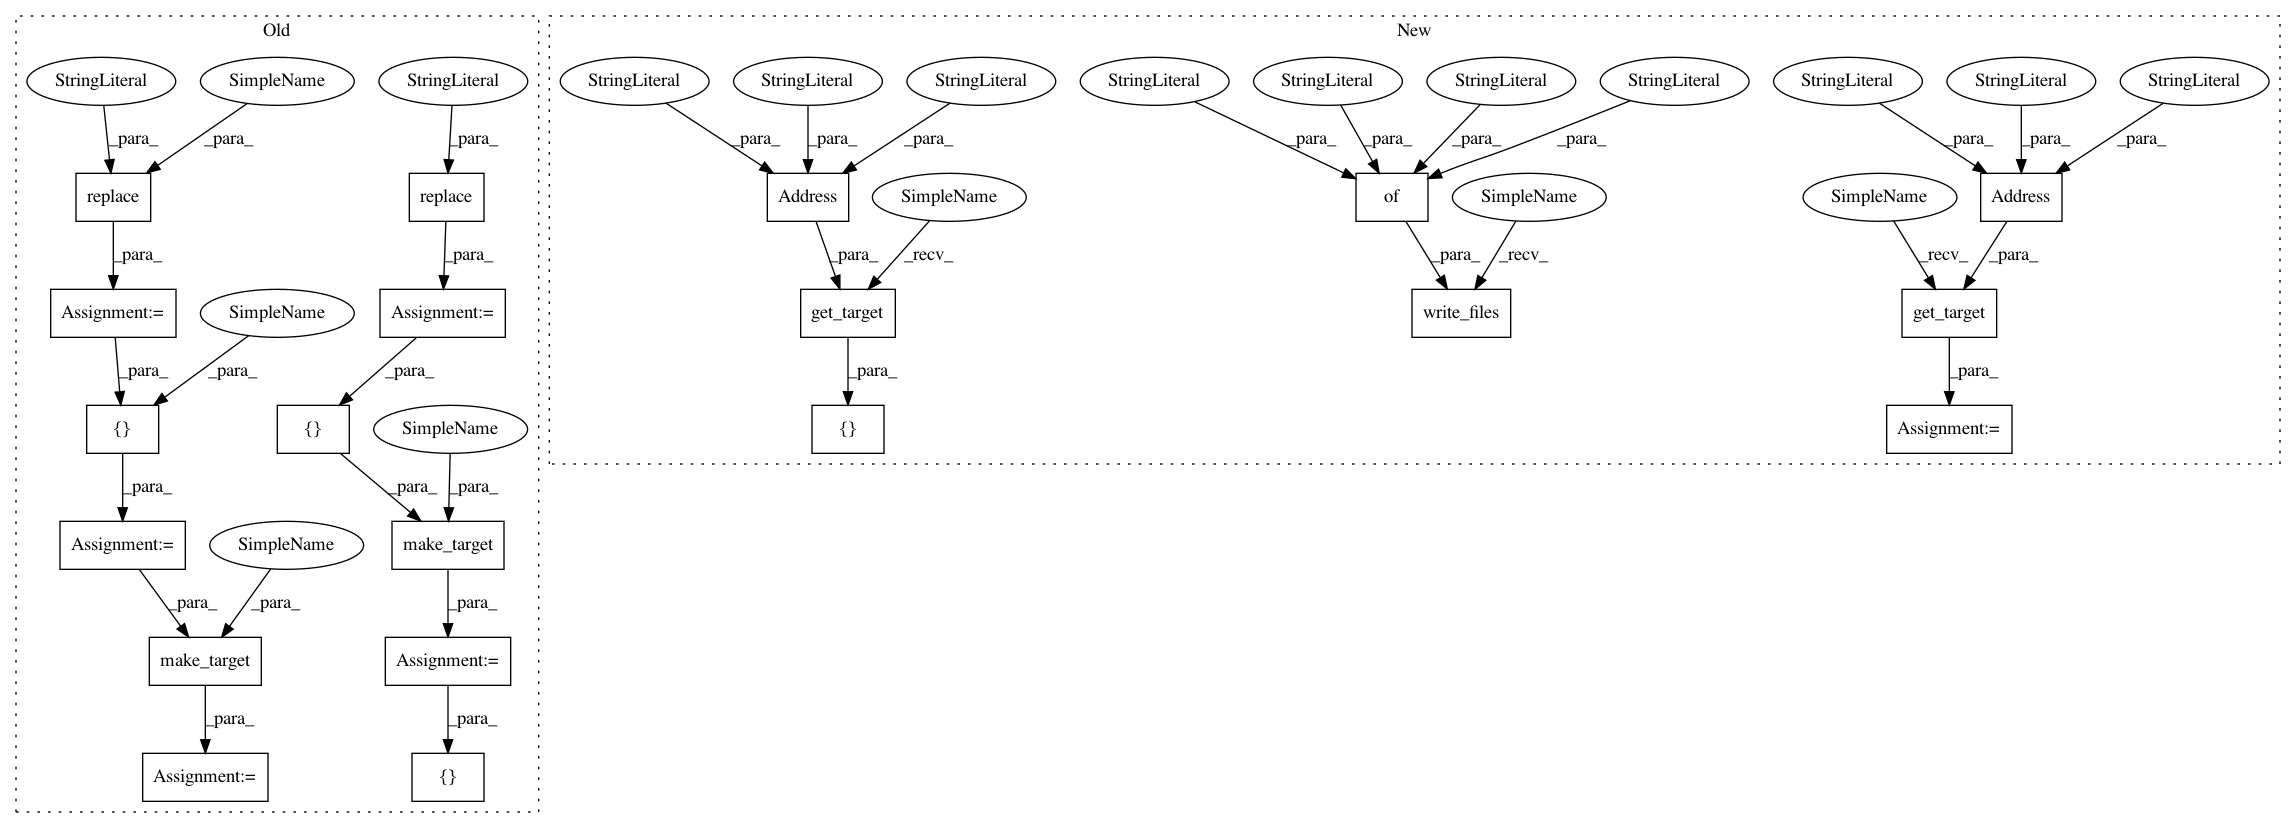 Old
StringLiteral SimpleName StringLiteral
_para_ _para_ _para_
replace replace
_para_ _para_
Assignment:= SimpleName Assignment:=
_para_ _para_ _para_
{} {} SimpleName
_para_ _para_ _para_
Assignment:= SimpleName make_target
_para_ _para_ _para_
make_target Assignment:=
_para_ _para_
Assignment:= {}
New
StringLiteral StringLiteral StringLiteral StringLiteral StringLiteral StringLiteral StringLiteral StringLiteral StringLiteral StringLiteral
_para_ _para_ _para_ _para_ _para_ _para_ _para_ _para_ _para_ _para_
Address SimpleName of SimpleName SimpleName Address
_para_ _recv_ _para_ _recv_ _recv_ _para_
get_target write_files get_target
_para_ _para_
{} Assignment:=